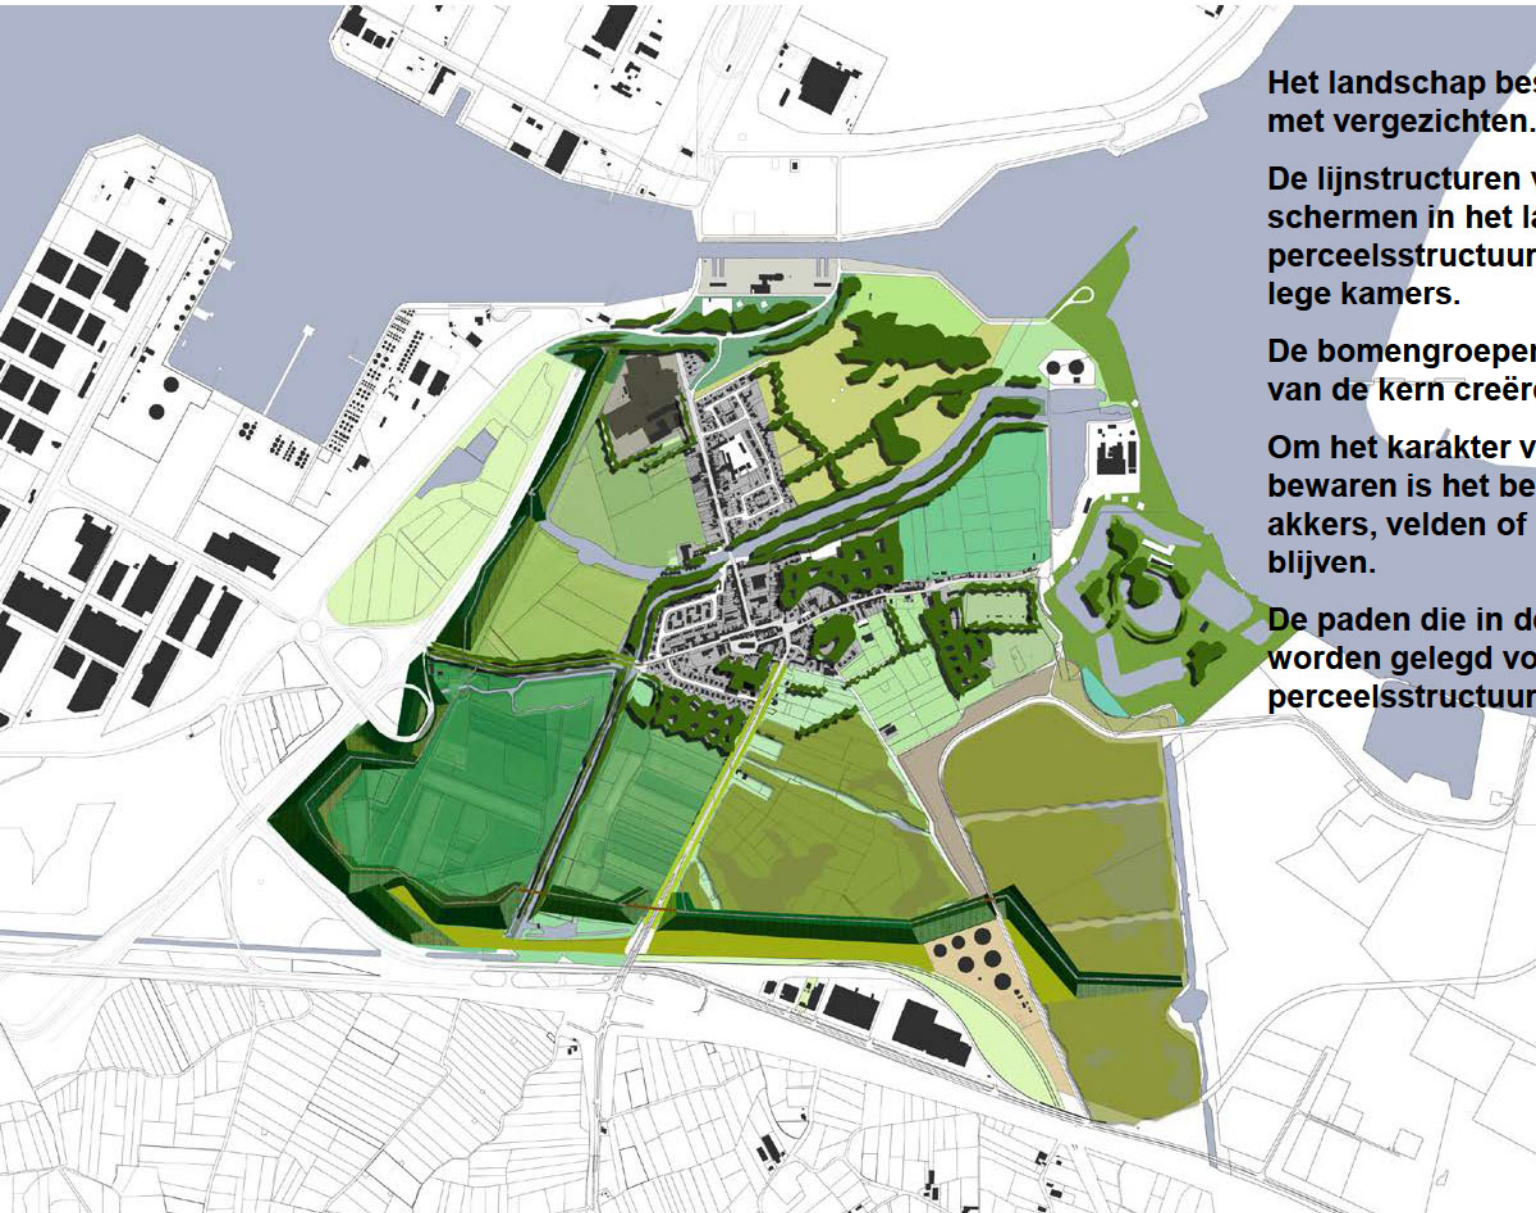 Het landschap bes
met vergezichten.
De lijnstructuren v
schermen in het la
perceelsstructuur
lege kamers.
De bomengroeper
van de kern creëre
Om het karakter v
bewaren is het be
akkers, velden of
blijven.
De paden die in de
worden gelegd vo
perceelsstructuur